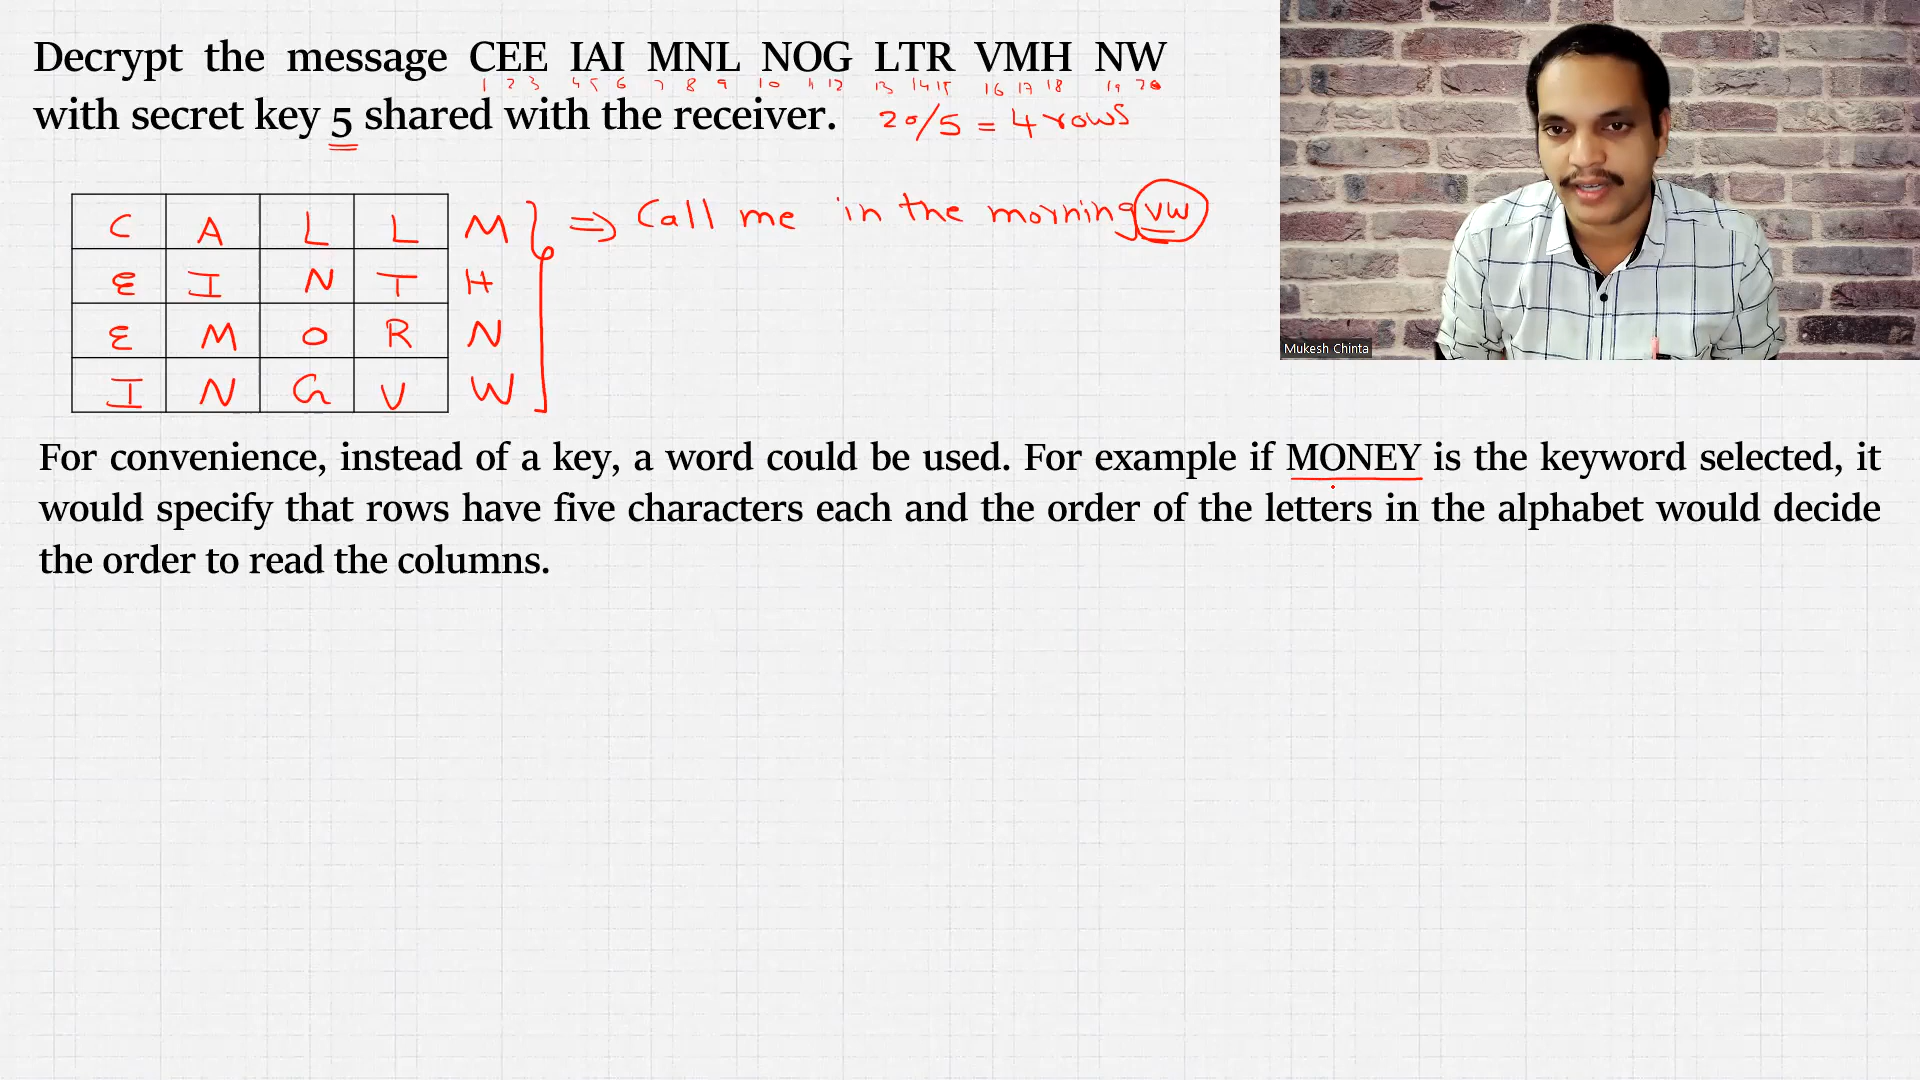 Decrypt the message CEE IAI MNL NOG LTR VMH NW
1 2 3 4 5 6 7 8 9 10 11 12 13 14 15 16 17 18 19 20
with secret key 5 shared with the receiver. 20/5 = 4 rows
C A L L M ⇒ Call me in the morning vw
E I N T H
E M O R N
I N G V W
Mukesh Chinta
For convenience, instead of a key, a word could be used. For example if MONEY is the keyword selected, it
would specify that rows have five characters each and the order of the letters in the alphabet would decide
the order to read the columns.